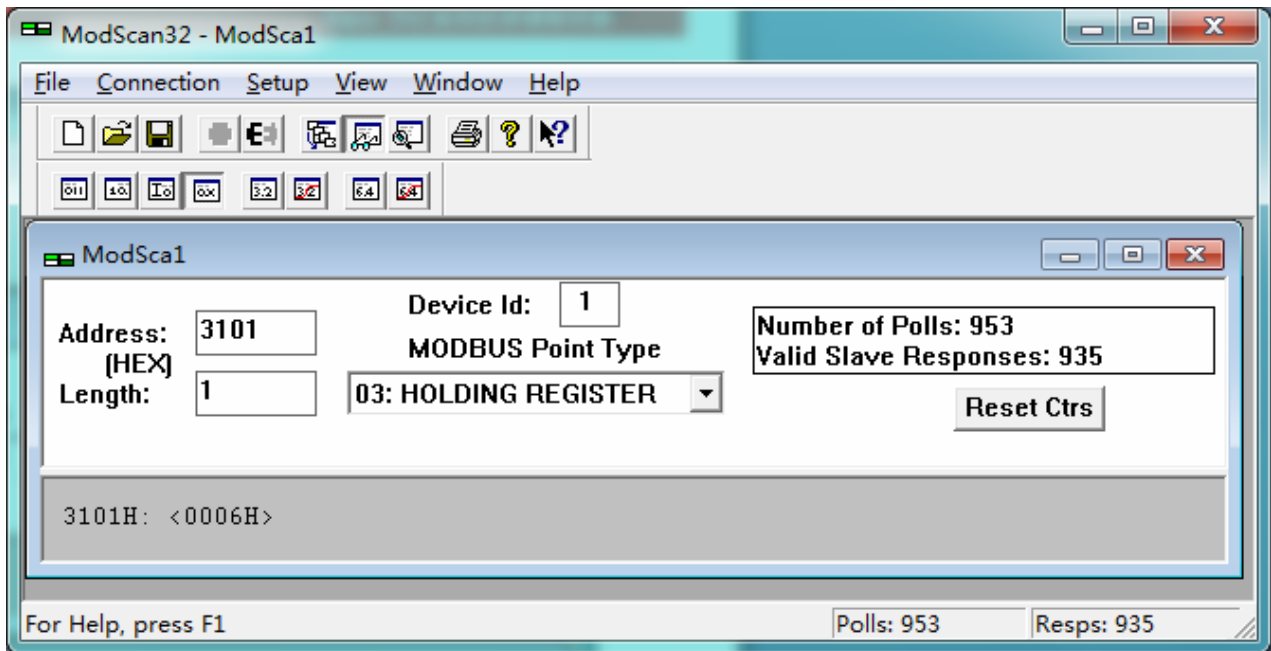 ModScan32 - ModSca1
File Connection Setup View Window Help
ModSca1
Address: 3101
(HEX)
Length: 1
Device Id: 1
MODBUS Point Type
03: HOLDING REGISTER
Number of Polls: 953
Valid Slave Responses: 935
Reset Ctrs
3101H: <0006H>
For Help, press F1
Polls: 953
Resps: 935